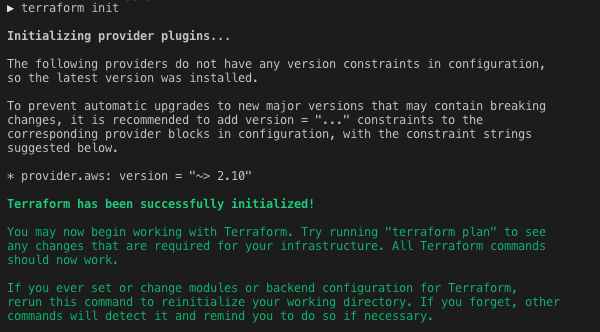 ▶ terraform init
Initializing provider plugins...
The following providers do not have any version constraints in configuration,
so the latest version was installed.
To prevent automatic upgrades to new major versions that may contain breaking
changes, it is recommended to add version = "..." constraints to the
corresponding provider blocks in configuration, with the constraint strings
suggested below.
* provider.aws: version = "~> 2.10"
Terraform has been successfully initialized!
You may now begin working with Terraform. Try running "terraform plan" to see
any changes that are required for your infrastructure. All Terraform commands
should now work.
If you ever set or change modules or backend configuration for Terraform,
rerun this command to reinitialize your working directory. If you forget, other
commands will detect it and remind you to do so if necessary.